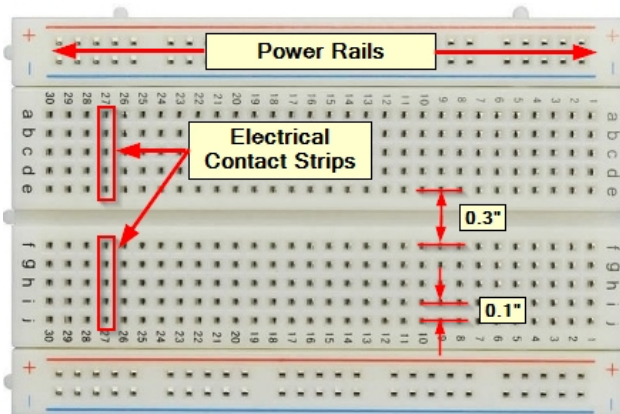 + Power Rails +
− −
30 29 28 27 26 25 24 23 22 21 20 19 18 17 16 15 14 13 12 11 10 9 8 7 6 5 4 3 2 1
a a
b b
c Electrical c
d Contact Strips d
e e
0.3"
f f
g g
h h
i 0.1" i
j j
30 29 28 27 26 25 24 23 22 21 20 19 18 17 16 15 14 13 12 11 10 9 8 7 6 5 4 3 2 1
+ +
− −